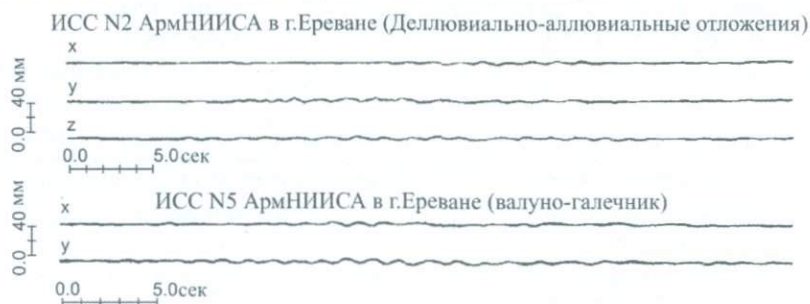 ИСС N2 АрмНИИСА в г.Ереване (Деллювиально-аллювиальные отложения)
x
y
z
0.0 40 мм
0.0 5.0сек
ИСС N5 АрмНИИСА в г.Ереване (валуно-галечник)
x
y
0.0 40 мм
0.0 5.0сек